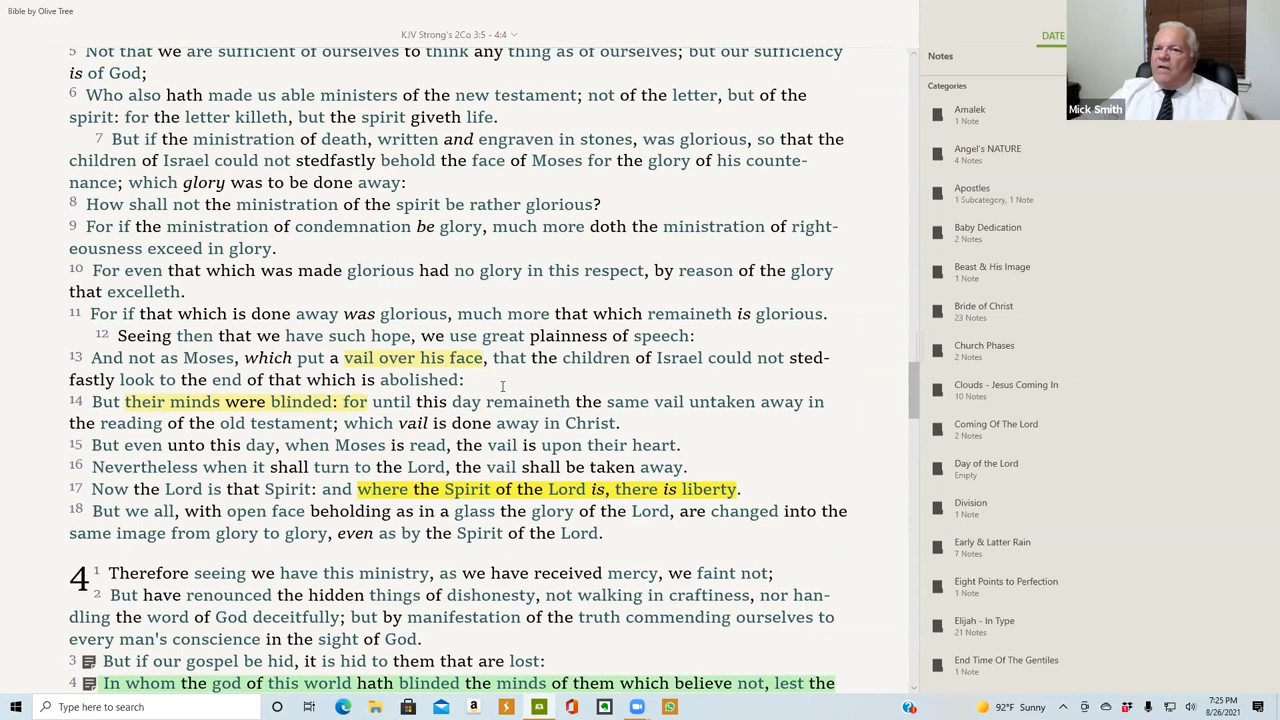 Bible by Olive Tree
KJV Strong's 2Co 3:5 - 4:4
5 Not that we are sufficient of ourselves to think any thing as of ourselves; but our sufficiency
is of God;
6 Who also hath made us able ministers of the new testament; not of the letter, but of the
spirit: for the letter killeth, but the spirit giveth life.
7 But if the ministration of death, written and engraven in stones, was glorious, so that the
children of Israel could not stedfastly behold the face of Moses for the glory of his counte-
nance; which glory was to be done away:
8 How shall not the ministration of the spirit be rather glorious?
9 For if the ministration of condemnation be glory, much more doth the ministration of right-
eousness exceed in glory.
10 For even that which was made glorious had no glory in this respect, by reason of the glory
that excelleth.
11 For if that which is done away was glorious, much more that which remaineth is glorious.
12 Seeing then that we have such hope, we use great plainness of speech:
13 And not as Moses, which put a vail over his face, that the children of Israel could not sted-
fastly look to the end of that which is abolished:
14 But their minds were blinded: for until this day remaineth the same vail untaken away in
the reading of the old testament; which vail is done away in Christ.
15 But even unto this day, when Moses is read, the vail is upon their heart.
16 Nevertheless when it shall turn to the Lord, the vail shall be taken away.
17 Now the Lord is that Spirit: and where the Spirit of the Lord is, there is liberty.
18 But we all, with open face beholding as in a glass the glory of the Lord, are changed into the
same image from glory to glory, even as by the Spirit of the Lord.
4 1 Therefore seeing we have this ministry, as we have received mercy, we faint not;
2 But have renounced the hidden things of dishonesty, not walking in craftiness, nor han-
dling the word of God deceitfully; but by manifestation of the truth commending ourselves to
every man's conscience in the sight of God.
3 But if our gospel be hid, it is hid to them that are lost:
4 In whom the god of this world hath blinded the minds of them which believe not, lest the
DATE
Notes
Categories
Amalek
1 Note
Angel's NATURE
4 Notes
Apostles
1 Subcategory, 1 Note
Baby Dedication
2 Notes
Beast & His Image
1 Note
Bride of Christ
23 Notes
Church Phases
2 Notes
Clouds - Jesus Coming In
10 Notes
Coming Of The Lord
2 Notes
Day of the Lord
Empty
Division
1 Note
Early & Latter Rain
7 Notes
Eight Points to Perfection
1 Note
Elijah - In Type
21 Notes
End Time Of The Gentiles
1 Note
Mick Smith
Type here to search
92°F Sunny
7:25 PM
8/26/2021